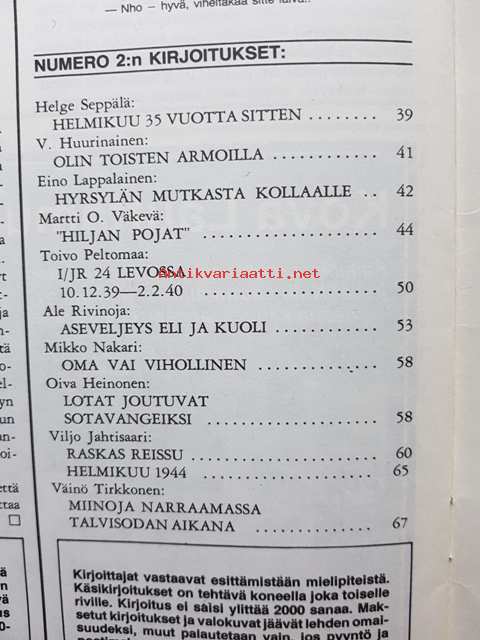 — Nho – hyvä, viheltäkää sitte laiva..
NUMERO 2:n KIRJOITUKSET:
Helge Seppälä:
HELMIKUU 35 VUOTTA SITTEN ........ 39
V. Huurinainen:
OLIN TOISTEN ARMOILLA ............ 41
Eino Lappalainen:
HYRSYLÄN MUTKASTA KOLLAALLE .. 42
Martti O. Väkevä:
"HILJAN POJAT" .................. 44
Toivo Peltomaa:
I/JR 24 LEVOSSA
antikvariaatti.net
10.12.39—2.2.40 .................. 50
Ale Rivinoja:
ASEVELJEYS ELI JA KUOLI ............ 53
Mikko Nakari:
OMA VAI VIHOLLINEN ............ 58
Oiva Heinonen:
LOTAT JOUTUVAT
SOTAVANGEIKSI .................. 58
Viljo Jahtisaari:
RASKAS REISSU .................. 60
HELMIKUU 1944 .................. 65
Väinö Tirkkonen:
MIINOJA NARRAAMASSA
TALVISODAN AIKANA ............ 67
Kirjoittajat vastaavat esittämistään mielipiteistä.
Käsikirjoitukset on tehtävä koneella joka toiselle
riville. Kirjoitus ei saisi ylittää 2000 sanaa. Mak-
setut kirjoitukset ja valokuvat jäävät lehden omai-
suudeksi, muut palautetaan vain, jos pyyntö ja